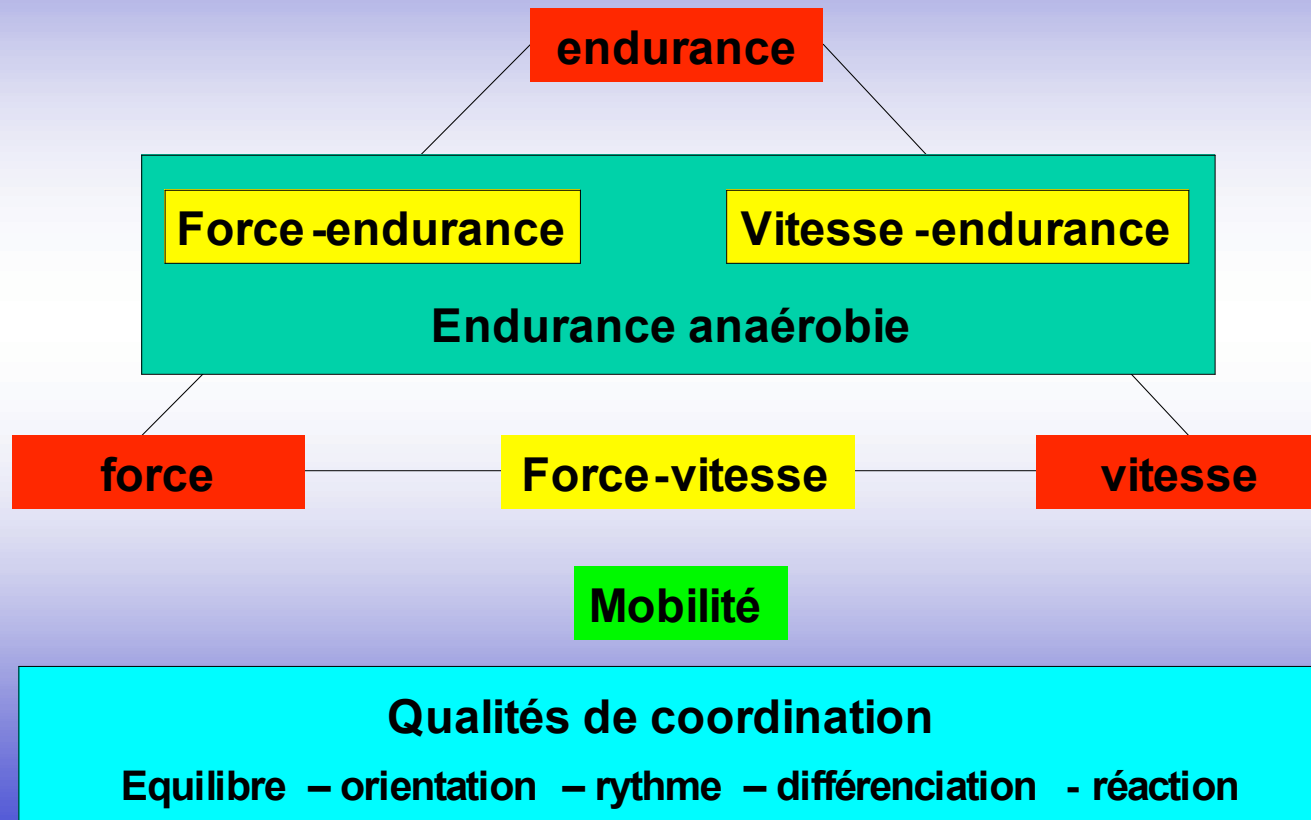 endurance
Force-endurance Vitesse-endurance
Endurance anaérobie
force Force-vitesse vitesse
Mobilité
Qualités de coordination
Equilibre – orientation – rythme – différenciation - réaction